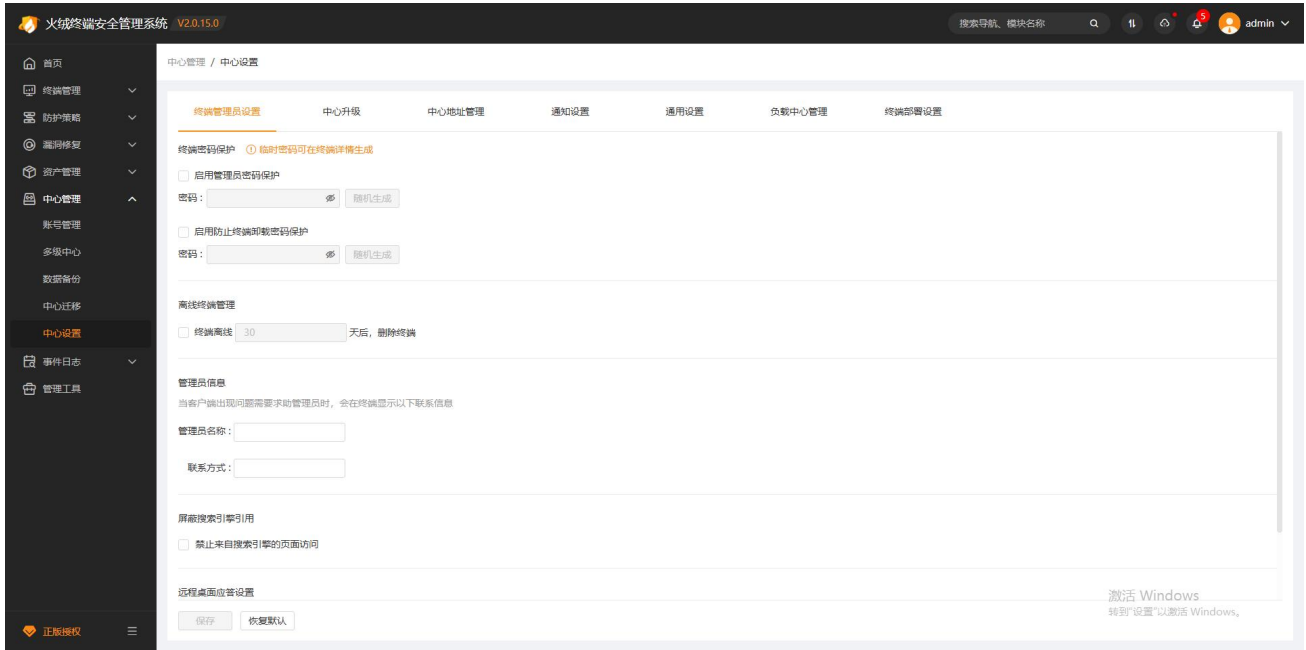 火绒终端安全管理系统 V2.0.15.0
搜索导航、模块名称
5
admin
首页
终端管理
防护策略
漏洞修复
资产管理
中心管理
账号管理
多级中心
数据备份
中心迁移
中心设置
事件日志
管理工具
正版授权
中心管理 / 中心设置
终端管理员设置 中心升级 中心地址管理 通知设置 通用设置 负载中心管理 终端部署设置
终端密码保护 临时密码可在终端详情生成
启用管理员密码保护
密码： 随机生成
启用防止终端卸载密码保护
密码： 随机生成
离线终端管理
终端离线 30 天后，删除终端
管理员信息
当客户端出现问题需要求助管理员时，会在终端显示以下联系信息
管理员名称：
联系方式：
屏蔽搜索引擎引用
禁止来自搜索引擎的页面访问
远程桌面应答设置
保存 恢复默认
激活 Windows
转到"设置"以激活 Windows。